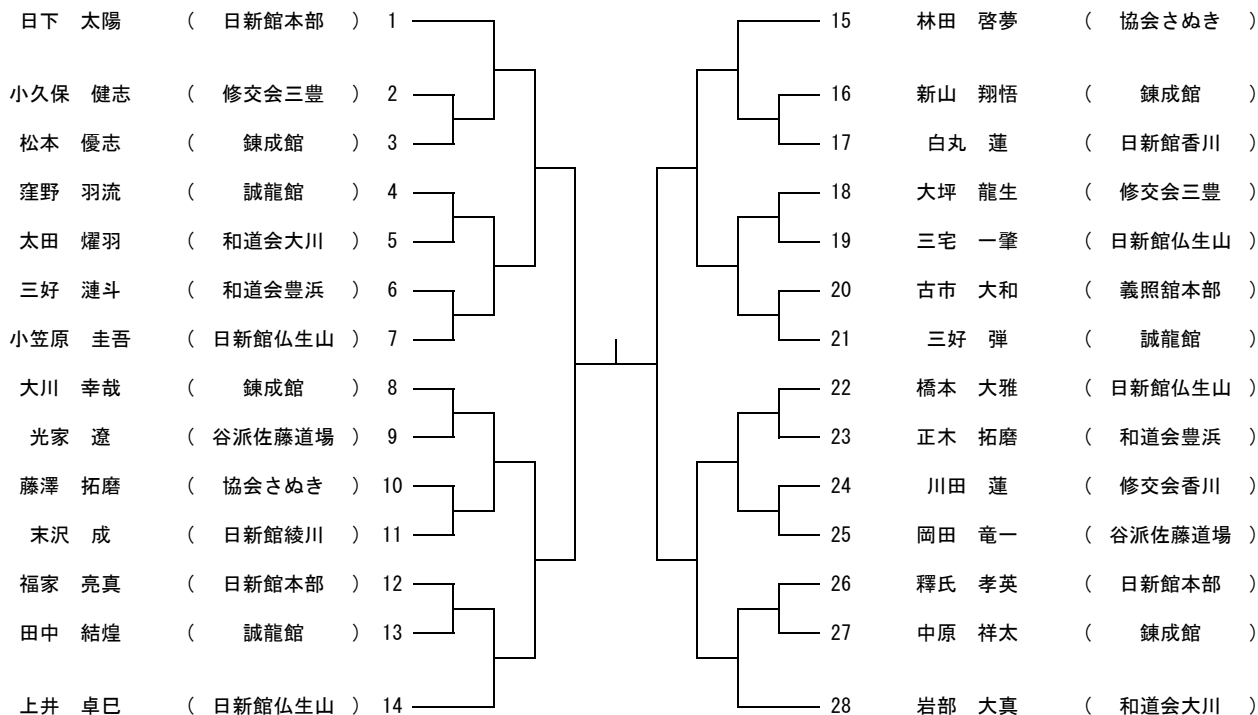 日下　太陽 （ 日新館本部 ） 1
小久保　健志 （ 修交会三豊 ） 2
松本　優志 （ 錬成館 ） 3
窪野　羽流 （ 誠龍館 ） 4
太田　燿羽 （ 和道会大川 ） 5
三好　漣斗 （ 和道会豊浜 ） 6
小笠原　圭吾 （ 日新館仏生山 ） 7
大川　幸哉 （ 錬成館 ） 8
光家　遼 （ 谷派佐藤道場 ） 9
藤澤　拓磨 （ 協会さぬき ） 10
末沢　成 （ 日新館綾川 ） 11
福家　亮真 （ 日新館本部 ） 12
田中　結煌 （ 誠龍館 ） 13
上井　卓巳 （ 日新館仏生山 ） 14
15 林田　啓夢 （ 協会さぬき ）
16 新山　翔悟 （ 錬成館 ）
17 白丸　蓮 （ 日新館香川 ）
18 大坪　龍生 （ 修交会三豊 ）
19 三宅　一肇 （ 日新館仏生山 ）
20 古市　大和 （ 義照舘本部 ）
21 三好　弾 （ 誠龍館 ）
22 橋本　大雅 （ 日新館仏生山 ）
23 正木　拓磨 （ 和道会豊浜 ）
24 川田　蓮 （ 修交会香川 ）
25 岡田　竜一 （ 谷派佐藤道場 ）
26 釋氏　孝英 （ 日新館本部 ）
27 中原　祥太 （ 錬成館 ）
28 岩部　大真 （ 和道会大川 ）